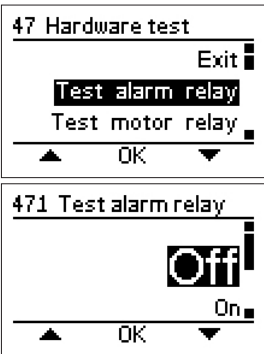 47 Hardware test
Exit
Test alarm relay
Test motor relay
OK
471 Test alarm relay
Off
On
OK